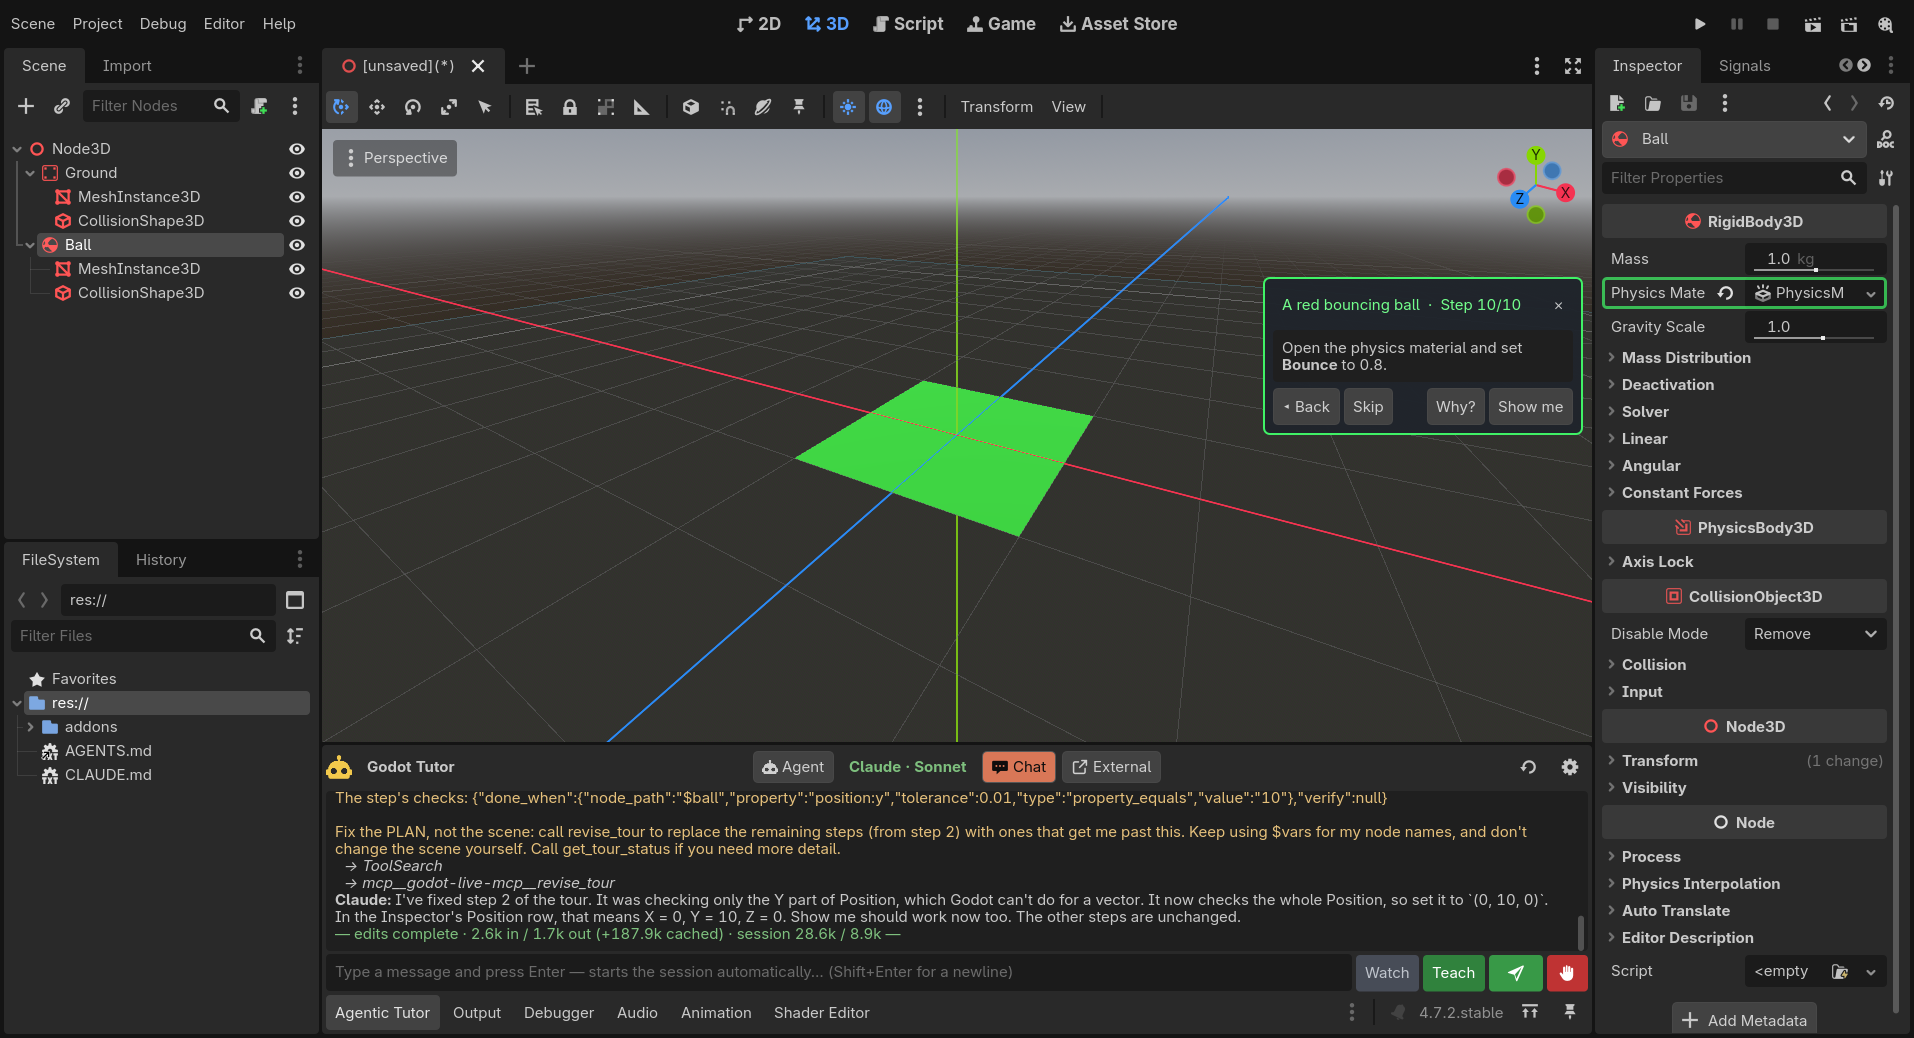 Scene Project Debug Editor Help
2D 3D Script Game Asset Store
Scene Import
Filter Nodes
Node3D
Ground
MeshInstance3D
CollisionShape3D
Ball
MeshInstance3D
CollisionShape3D
FileSystem History
res://
Filter Files
Favorites
res://
addons
AGENTS.md
CLAUDE.md
[unsaved](*)
Transform View
Perspective
Y
X
Z
A red bouncing ball · Step 10/10 ×
Open the physics material and set
Bounce to 0.8.
Back Skip Why? Show me
Godot Tutor Agent Claude · Sonnet Chat External
The step's checks: {"done_when":{"node_path":"$ball","property":"position:y","tolerance":0.01,"type":"property_equals","value":"10"},"verify":null}
Fix the PLAN, not the scene: call revise_tour to replace the remaining steps (from step 2) with ones that get me past this. Keep using $vars for my node names, and don't
change the scene yourself. Call get_tour_status if you need more detail.
→ ToolSearch
→ mcp__godot-live-mcp__revise_tour
Claude: I've fixed step 2 of the tour. It was checking only the Y part of Position, which Godot can't do for a vector. It now checks the whole Position, so set it to `(0, 10, 0)`.
In the Inspector's Position row, that means X = 0, Y = 10, Z = 0. Show me should work now too. The other steps are unchanged.
— edits complete · 2.6k in / 1.7k out (+187.9k cached) · session 28.6k / 8.9k —
Type a message and press Enter — starts the session automatically... (Shift+Enter for a newline)
Watch Teach
Agentic Tutor Output Debugger Audio Animation Shader Editor 4.7.2.stable
Inspector Signals
Ball
DOC
Filter Properties
RigidBody3D
Mass 1.0 kg
Physics Mate PhysicsM
Gravity Scale 1.0
Mass Distribution
Deactivation
Solver
Linear
Angular
Constant Forces
PhysicsBody3D
Axis Lock
CollisionObject3D
Disable Mode Remove
Collision
Input
Node3D
Transform (1 change)
Visibility
Node
Process
Physics Interpolation
Auto Translate
Editor Description
Script <empty
Add Metadata